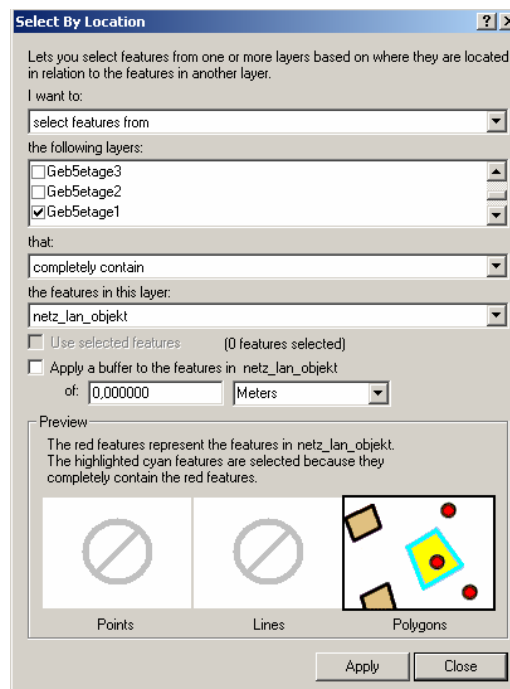 Select By Location
Lets you select features from one or more layers based on where they are located
in relation to the features in another layer.
I want to:
select features from
the following layers:
Geb5etage3
Geb5etage2
Geb5etage1
that:
completely contain
the features in this layer:
netz_lan_objekt
Use selected features (0 features selected)
Apply a buffer to the features in netz_lan_objekt
of: 0,000000 Meters
Preview
The red features represent the features in netz_lan_objekt.
The highlighted cyan features are selected because they
completely contain the red features.
Points Lines Polygons
Apply Close